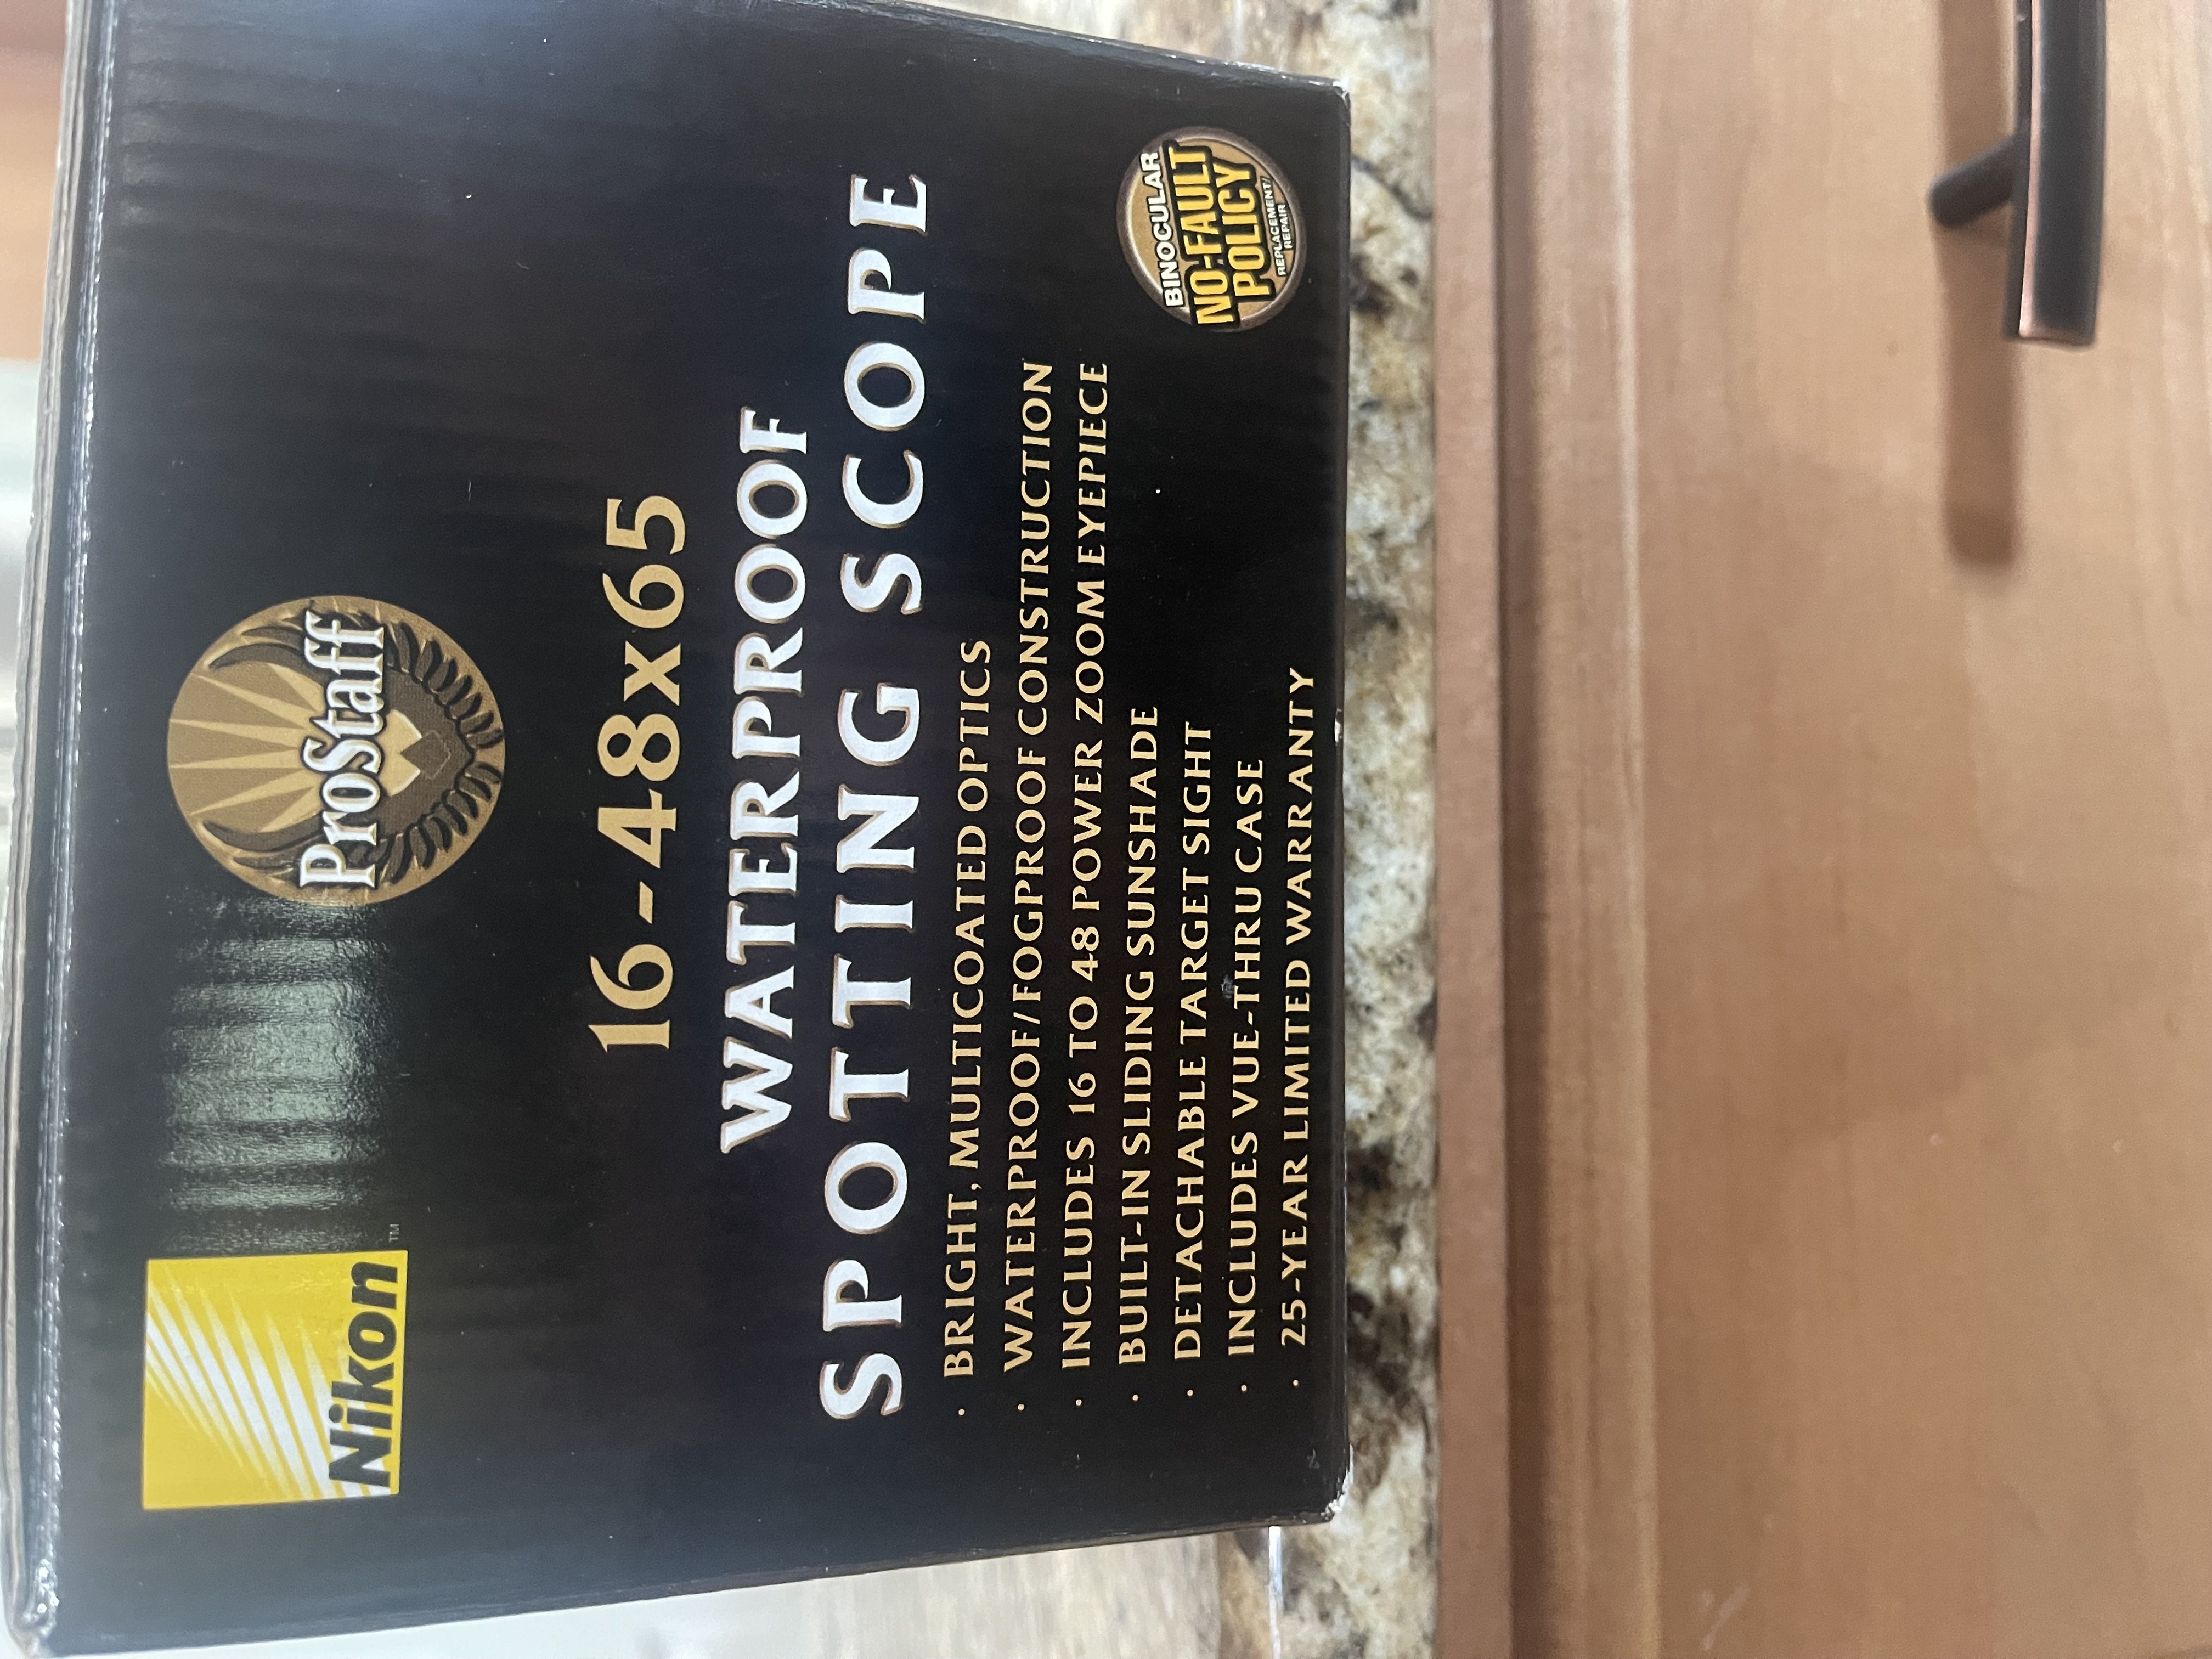 Nikon
TM
ProStaff
16-48x65
WATERPROOF
SPOTTING SCOPE
· BRIGHT, MULTICOATED OPTICS
· WATERPROOF/FOGPROOF CONSTRUCTION
· INCLUDES 16 TO 48 POWER ZOOM EYEPIECE
· BUILT-IN SLIDING SUNSHADE
· DETACHABLE TARGET SIGHT
· INCLUDES VUE-THRU CASE
· 25-YEAR LIMITED WARRANTY
BINOCULAR
NO-FAULT
POLICY
REPLACEMENT/
REPAIR